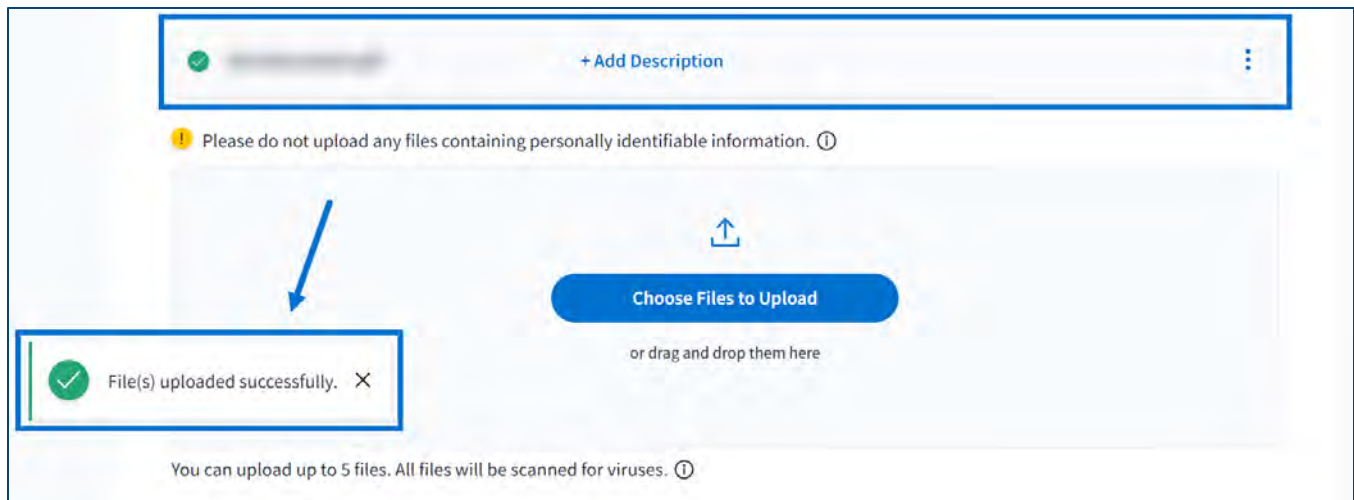 + Add Description
Please do not upload any files containing personally identifiable information.
Choose Files to Upload
or drag and drop them here
File(s) uploaded successfully.
You can upload up to 5 files. All files will be scanned for viruses.